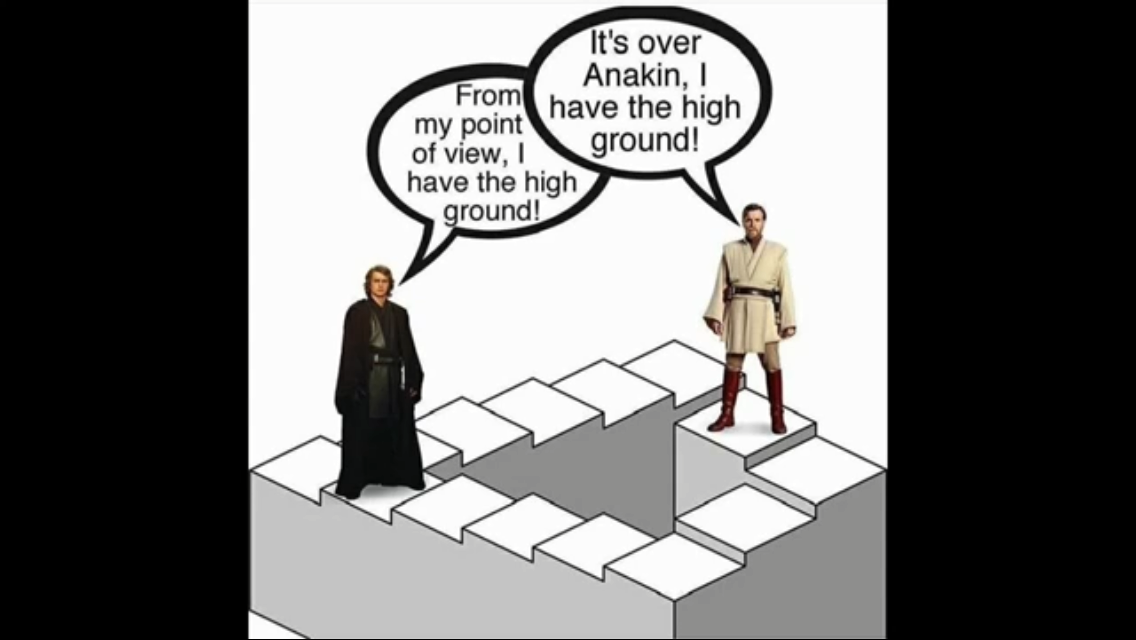 From
my point
of view, I
have the high
ground!
It's over
Anakin, I
have the high
ground!